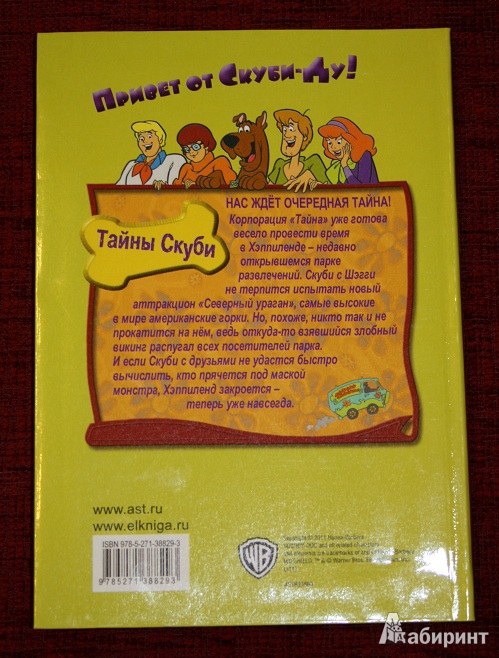 Привет от Скуби-Ду!
Тайны Скуби
НАС ЖДЁТ ОЧЕРЕДНАЯ ТАЙНА!
Корпорация «Тайна» уже готова
весело провести время
в Хэппиленде – недавно
открывшемся парке
развлечений. Скуби с Шэгги
не терпится испытать новый
аттракцион «Северный ураган», самые высокие
в мире американские горки. Но, похоже, никто так и не
прокатится на нём, ведь откуда-то взявшийся злобный
викинг распугал всех посетителей парка.
И если Скуби с друзьями не удастся быстро
вычислить, кто прячется под маской
монстра, Хэппиленд закроется –
теперь уже навсегда.
www.ast.ru
www.elkniga.ru
ISBN 978-5-271-38829-3
9 785271 388293
WB
Лабиринт